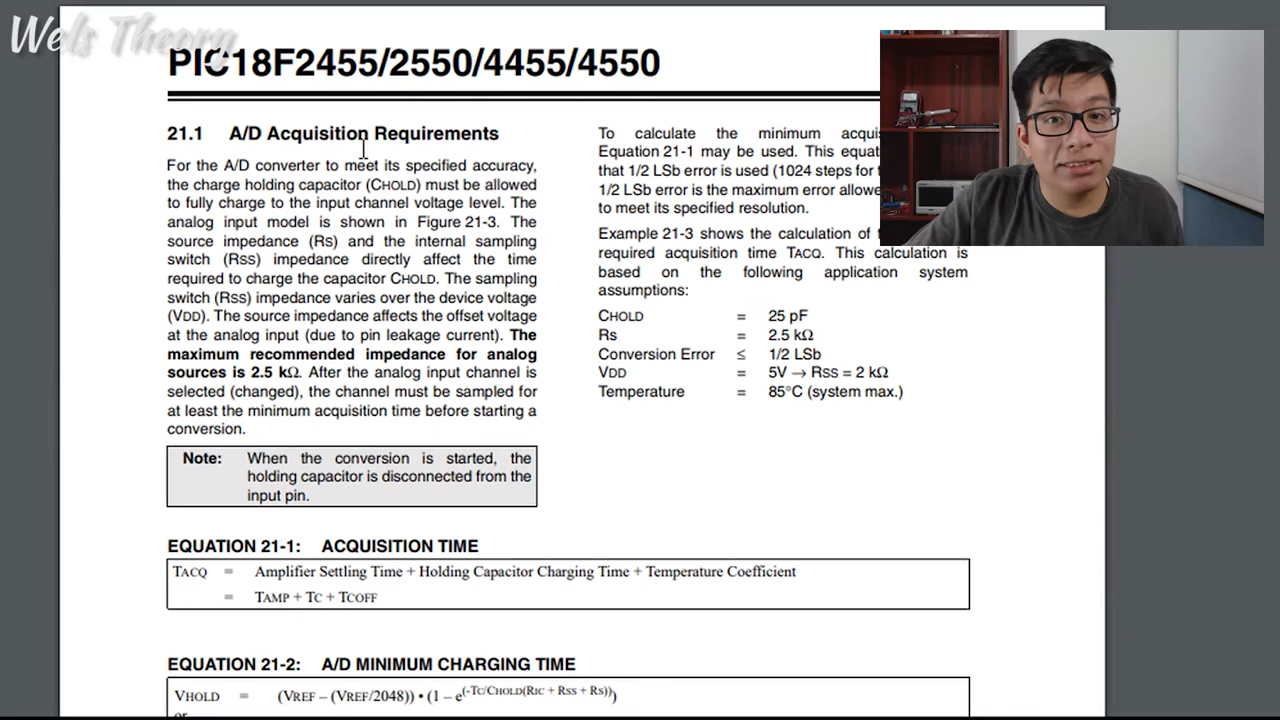 Wels Theory
PIC18F2455/2550/4455/4550
21.1 A/D Acquisition Requirements
For the A/D converter to meet its specified accuracy,
the charge holding capacitor (CHOLD) must be allowed
to fully charge to the input channel voltage level. The
analog input model is shown in Figure 21-3. The
source impedance (RS) and the internal sampling
switch (RSS) impedance directly affect the time
required to charge the capacitor CHOLD. The sampling
switch (RSS) impedance varies over the device voltage
(VDD). The source impedance affects the offset voltage
at the analog input (due to pin leakage current). The
maximum recommended impedance for analog
sources is 2.5 kΩ. After the analog input channel is
selected (changed), the channel must be sampled for
at least the minimum acquisition time before starting a
conversion.
Note: When the conversion is started, the
holding capacitor is disconnected from the
input pin.
To calculate the minimum
Equation 21-1 may be used. This
that 1/2 LSb error is used (1024 steps for
1/2 LSb error is the maximum error
to meet its specified resolution.
Example 21-3 shows the calculation of
required acquisition time TACQ. This calculation is
based on the following application system
assumptions:
CHOLD = 25 pF
Rs = 2.5 kΩ
Conversion Error ≤ 1/2 LSb
VDD = 5V → RSS = 2 kΩ
Temperature = 85°C (system max.)
EQUATION 21-1: ACQUISITION TIME
TACQ = Amplifier Settling Time + Holding Capacitor Charging Time + Temperature Coefficient
= TAMP + TC + TCOFF
EQUATION 21-2: A/D MINIMUM CHARGING TIME
VHOLD = (VREF – (VREF/2048)) • (1 – e(-TC/CHOLD(RIC + RSS + RS)))
or